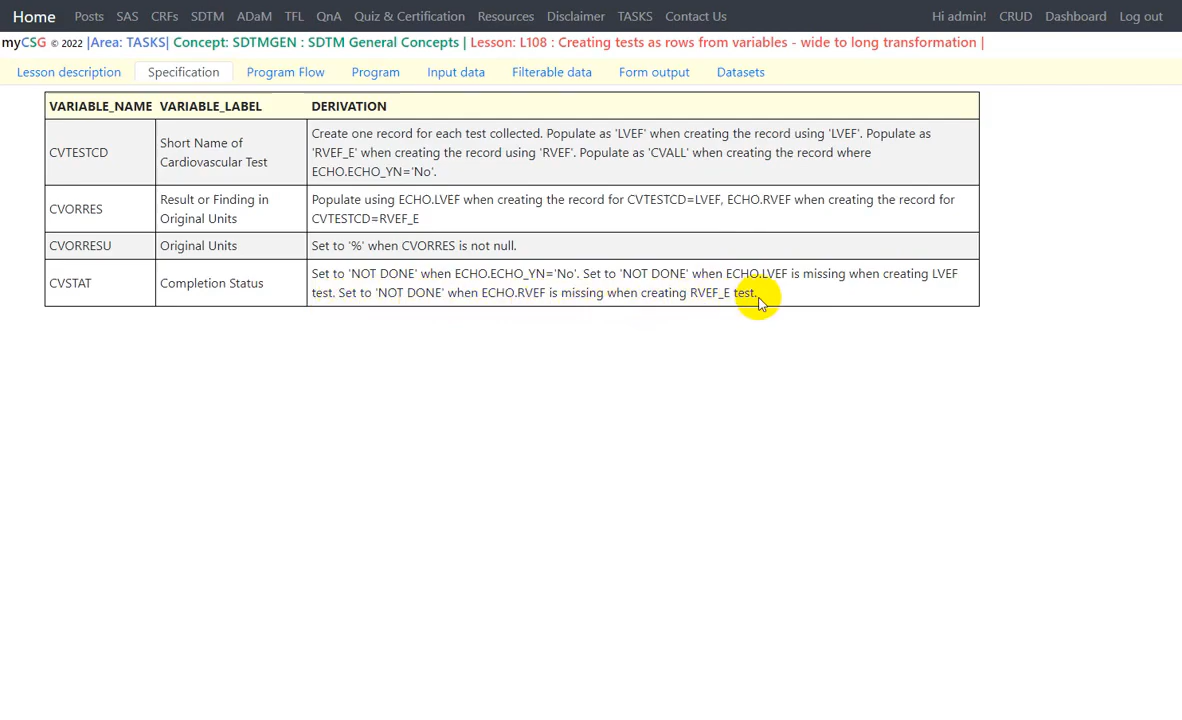 Home Posts SAS CRFs SDTM ADaM TFL QnA Quiz & Certification Resources Disclaimer TASKS Contact Us Hi admin! CRUD Dashboard Log out
myCSG © 2022 |Area: TASKS| Concept: SDTMGEN : SDTM General Concepts | Lesson: L108 : Creating tests as rows from variables - wide to long transformation |
Lesson description Specification Program Flow Program Input data Filterable data Form output Datasets
VARIABLE_NAME VARIABLE_LABEL DERIVATION
CVTESTCD
Short Name of
Cardiovascular Test
Create one record for each test collected. Populate as 'LVEF' when creating the record using 'LVEF'. Populate as
'RVEF_E' when creating the record using 'RVEF'. Populate as 'CVALL' when creating the record where
ECHO.ECHO_YN='No'.
CVORRES
Result or Finding in
Original Units
Populate using ECHO.LVEF when creating the record for CVTESTCD=LVEF, ECHO.RVEF when creating the record for
CVTESTCD=RVEF_E
CVORRESU Original Units Set to '%' when CVORRES is not null.
CVSTAT
Completion Status
Set to 'NOT DONE' when ECHO.ECHO_YN='No'. Set to 'NOT DONE' when ECHO.LVEF is missing when creating LVEF
test. Set to 'NOT DONE' when ECHO.RVEF is missing when creating RVEF_E test.